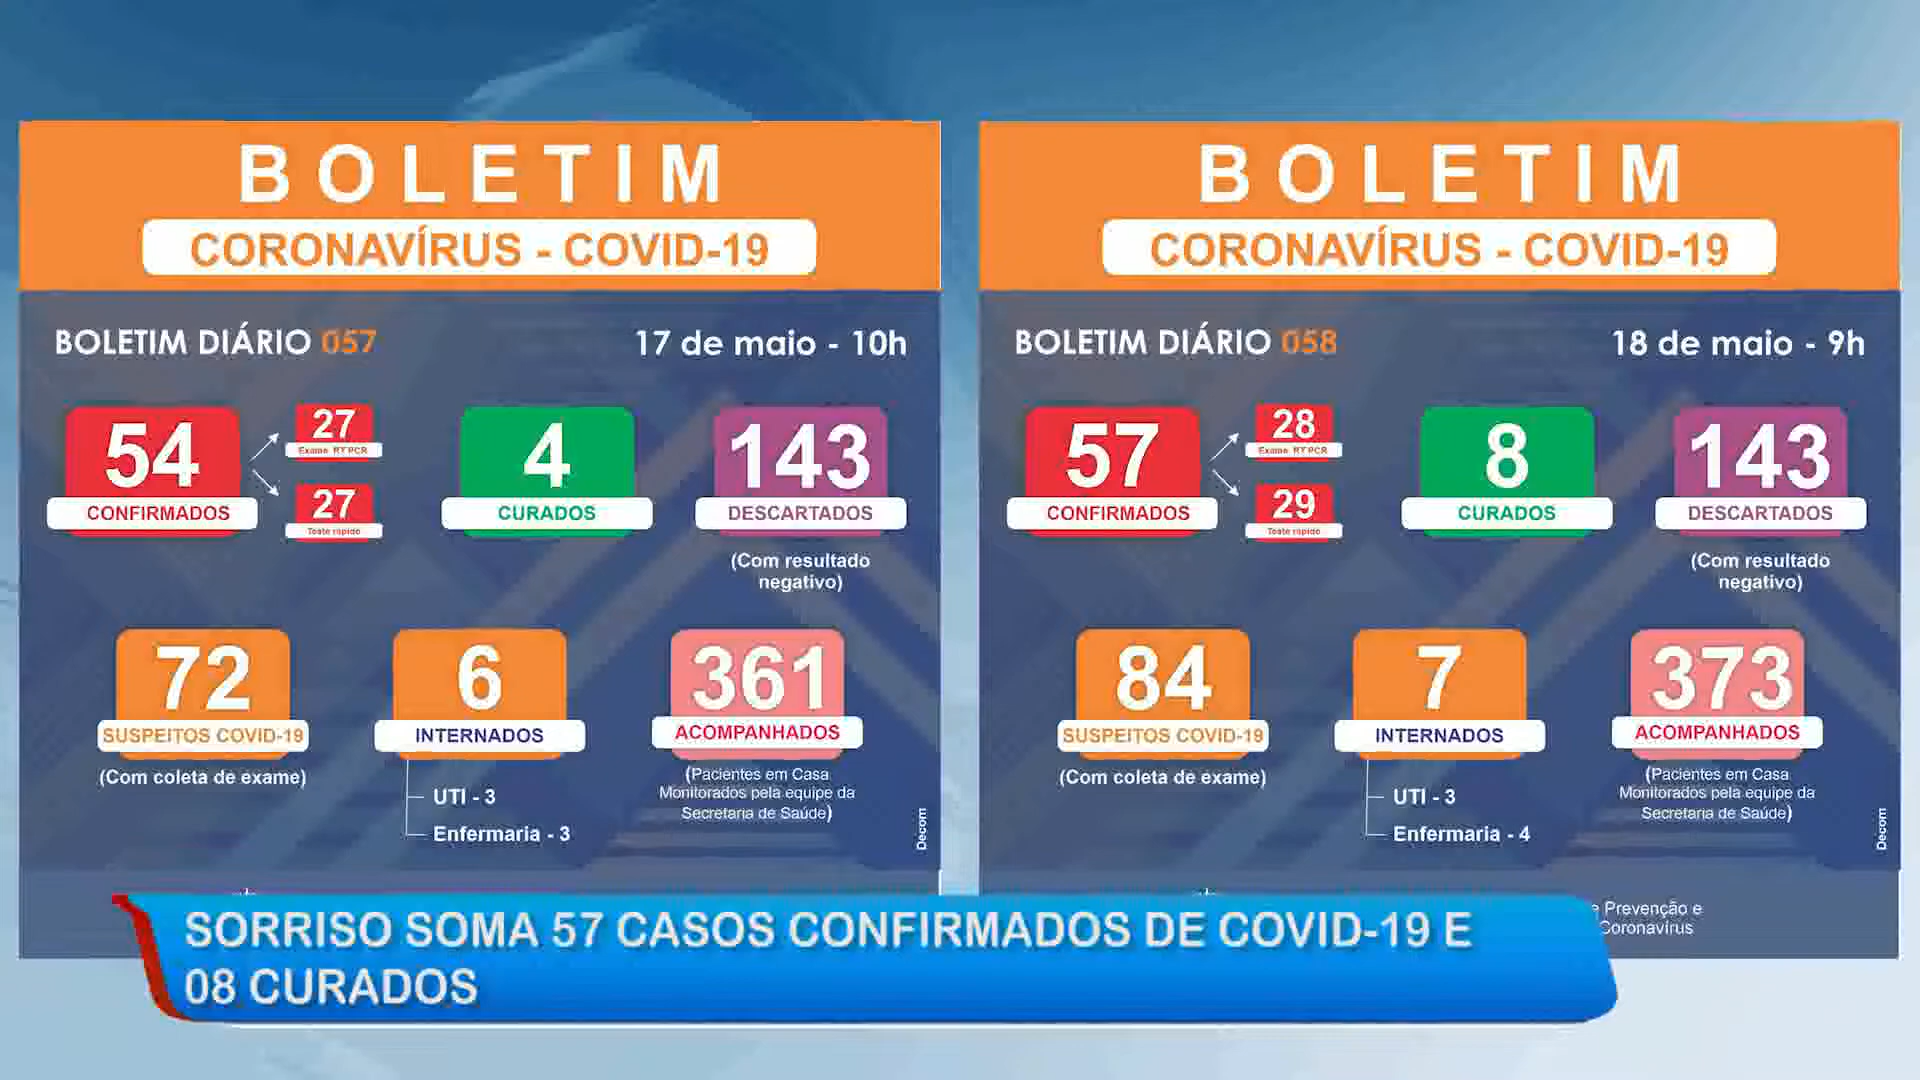 BOLETIM
CORONAVÍRUS - COVID-19
BOLETIM DIÁRIO 057
17 de maio - 10h
54
CONFIRMADOS
27
Exame RT PCR
27
Teste rápido
4
CURADOS
143
DESCARTADOS
(Com resultado
negativo)
72
SUSPEITOS COVID-19
(Com coleta de exame)
6
INTERNADOS
UTI - 3
Enfermaria - 3
361
ACOMPANHADOS
(Pacientes em Casa
Monitorados pela equipe da
Secretaria de Saúde)
Decom
BOLETIM
CORONAVÍRUS - COVID-19
BOLETIM DIÁRIO 058
18 de maio - 9h
57
CONFIRMADOS
28
Exame RT PCR
29
Teste rápido
8
CURADOS
143
DESCARTADOS
(Com resultado
negativo)
84
SUSPEITOS COVID-19
(Com coleta de exame)
7
INTERNADOS
UTI - 3
Enfermaria - 4
373
ACOMPANHADOS
(Pacientes em Casa
Monitorados pela equipe da
Secretaria de Saúde)
Decom
e Prevenção e
Coronavírus
SORRISO SOMA 57 CASOS CONFIRMADOS DE COVID-19 E
08 CURADOS